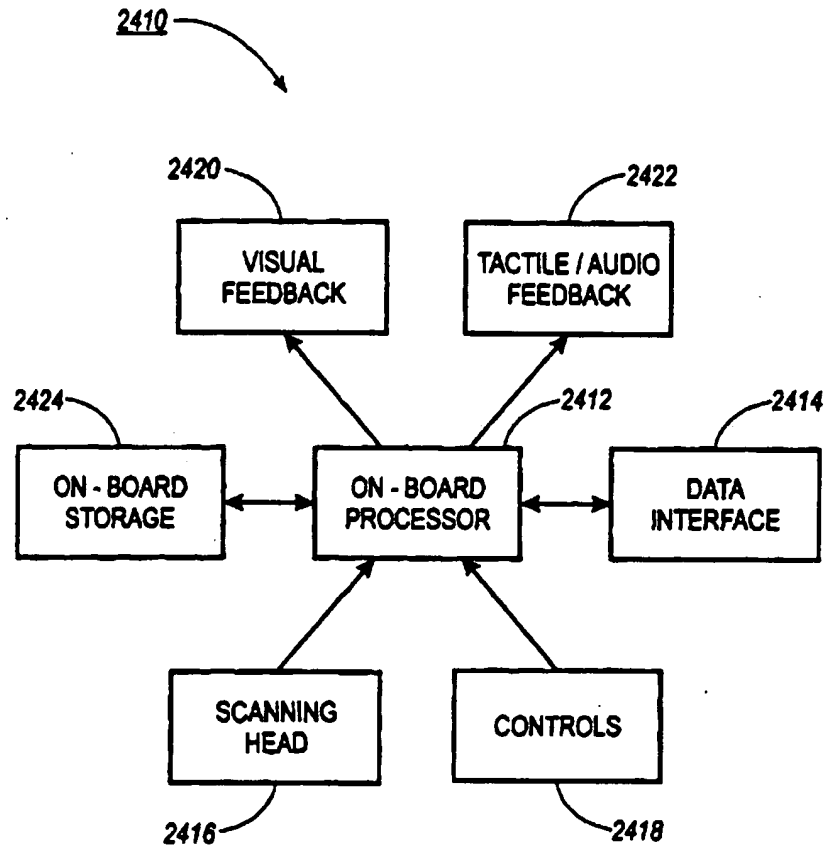 2410
2420
2422
VISUAL
FEEDBACK
TACTILE / AUDIO
FEEDBACK
2424
2412
2414
ON - BOARD
STORAGE
ON - BOARD
PROCESSOR
DATA
INTERFACE
SCANNING
HEAD
CONTROLS
2416
2418